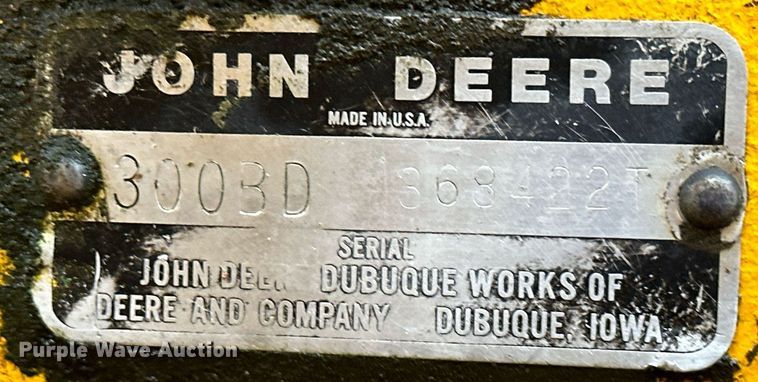 JOHN DEERE
MADE IN U.S.A.
300BD 368422T
SERIAL
JOHN DEERE DUBUQUE WORKS OF
DEERE AND COMPANY DUBUQUE, IOWA
Purple Wave Auction